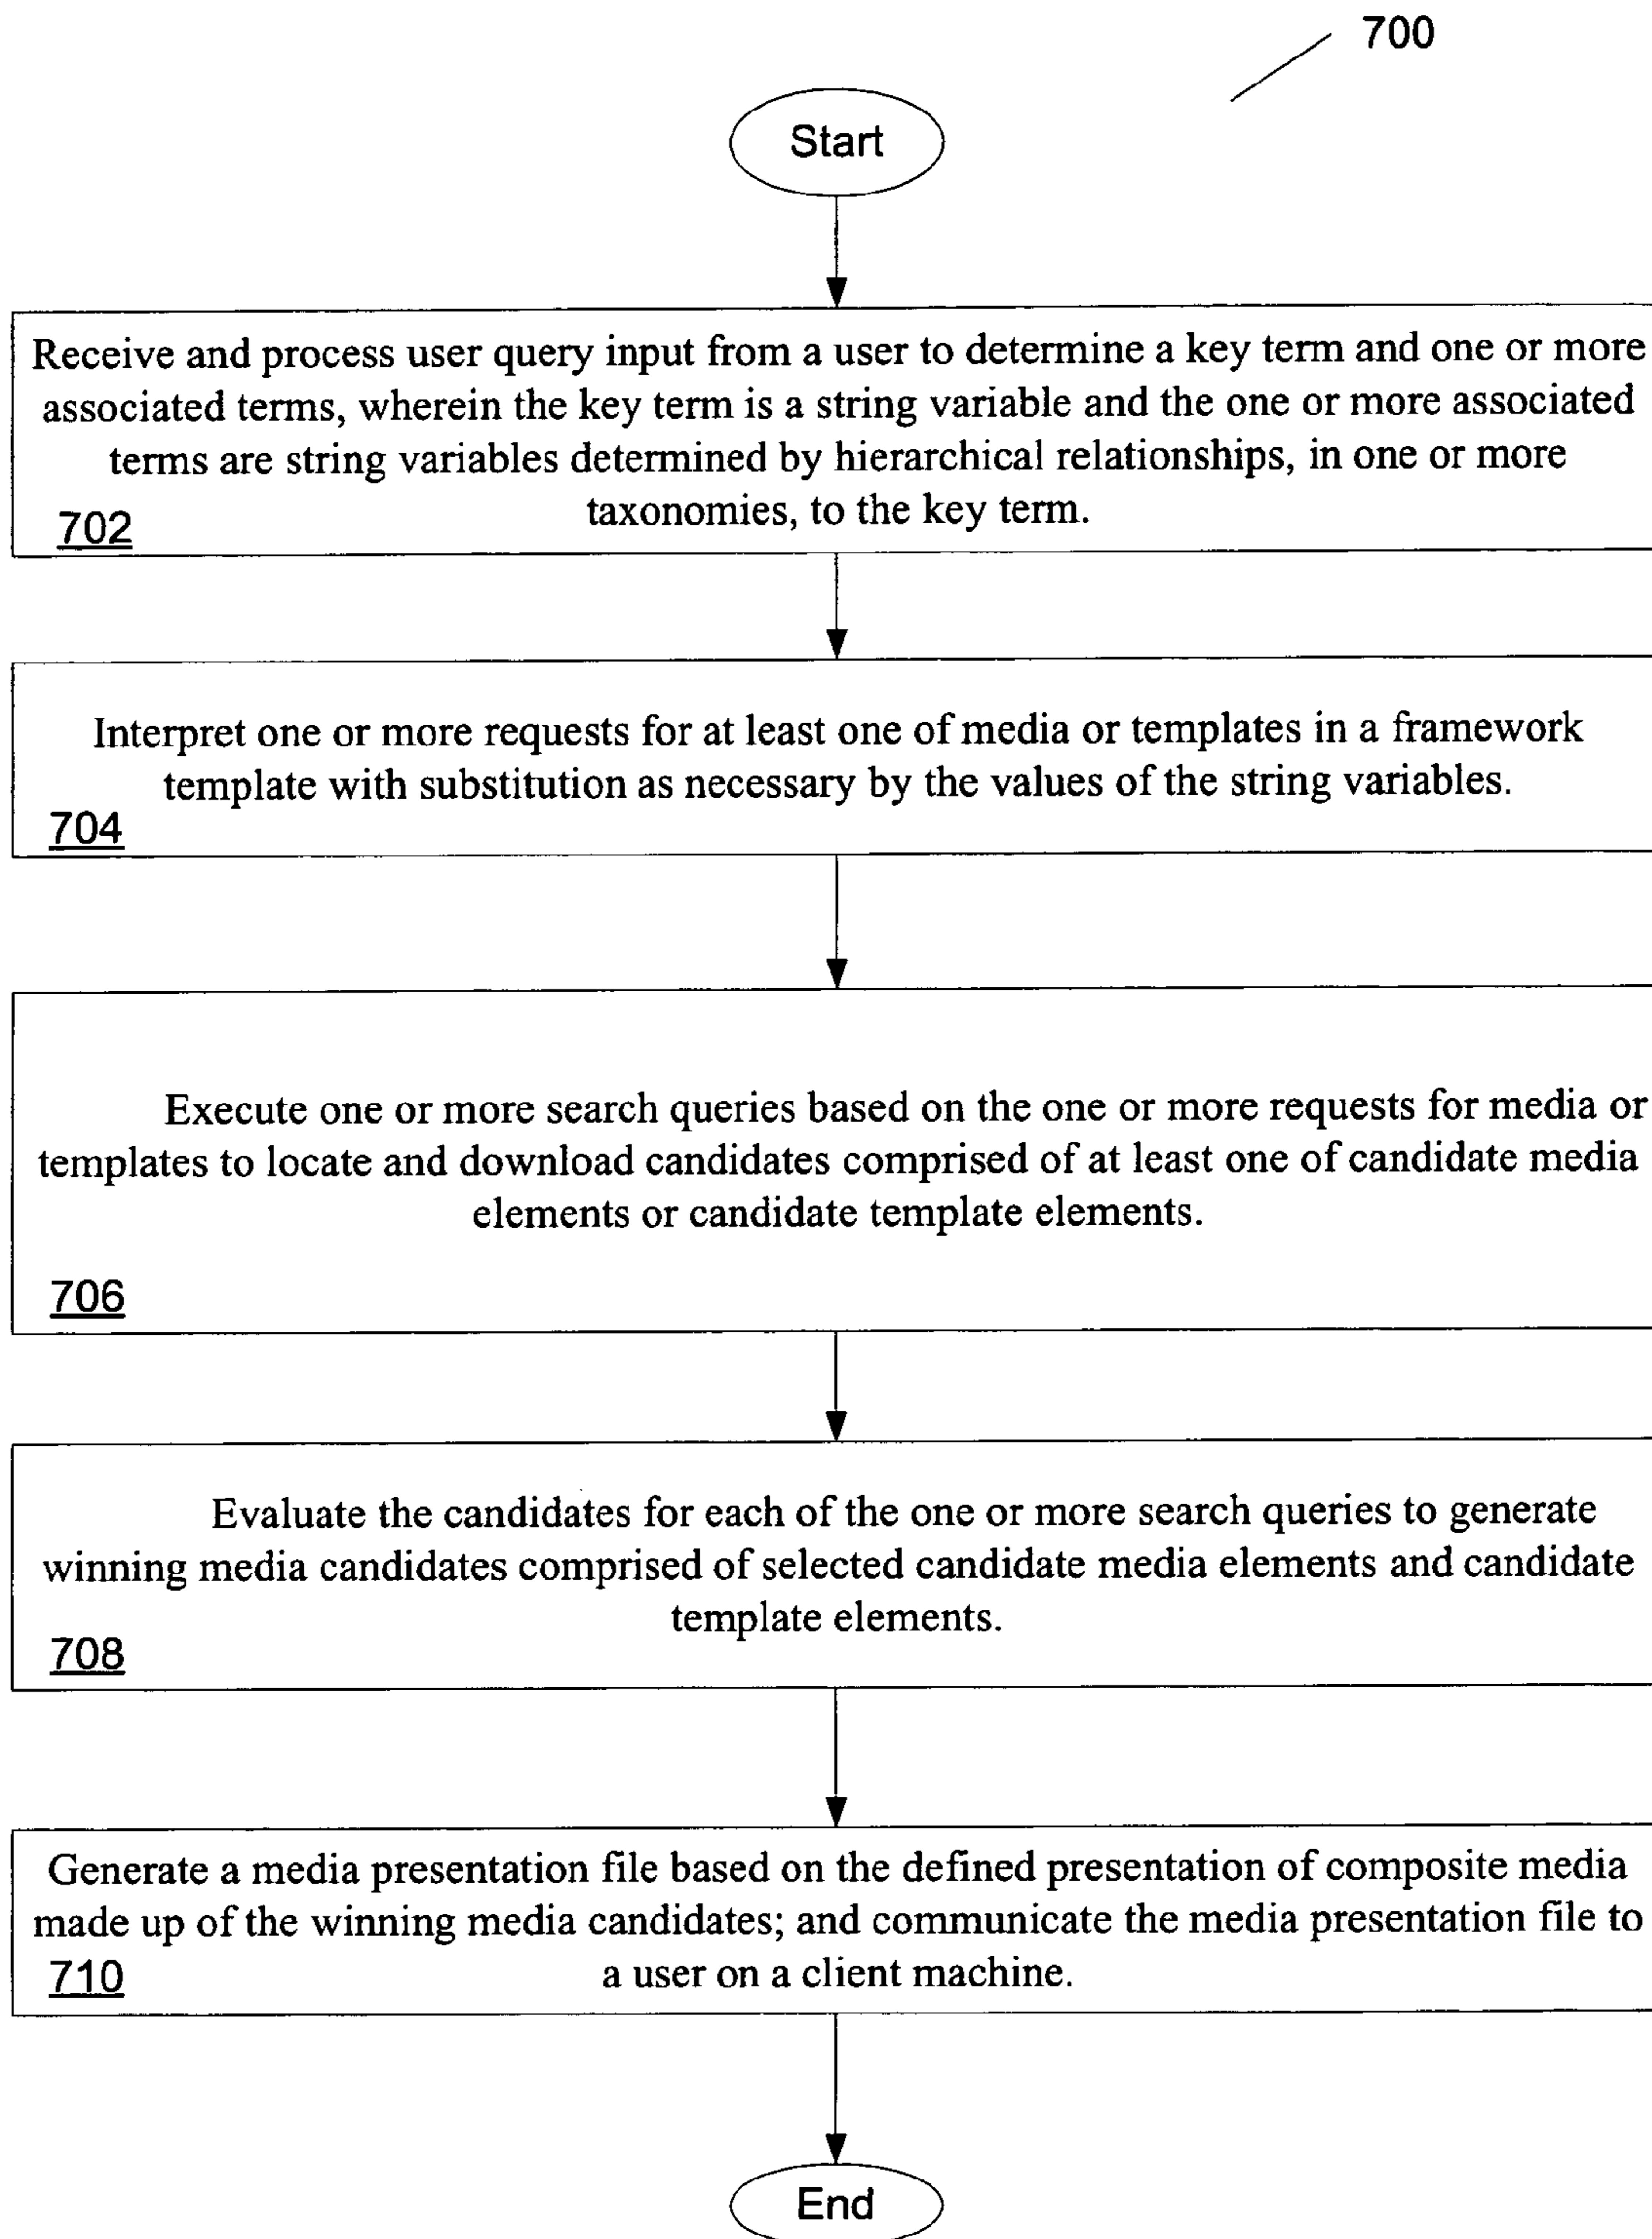 700
Start
Receive and process user query input from a user to determine a key term and one or more
associated terms, wherein the key term is a string variable and the one or more associated
terms are string variables determined by hierarchical relationships, in one or more
taxonomies, to the key term.
702
Interpret one or more requests for at least one of media or templates in a framework
template with substitution as necessary by the values of the string variables.
704
Execute one or more search queries based on the one or more requests for media or
templates to locate and download candidates comprised of at least one of candidate media
elements or candidate template elements.
706
Evaluate the candidates for each of the one or more search queries to generate
winning media candidates comprised of selected candidate media elements and candidate
template elements.
708
Generate a media presentation file based on the defined presentation of composite media
made up of the winning media candidates; and communicate the media presentation file to
a user on a client machine.
710
End